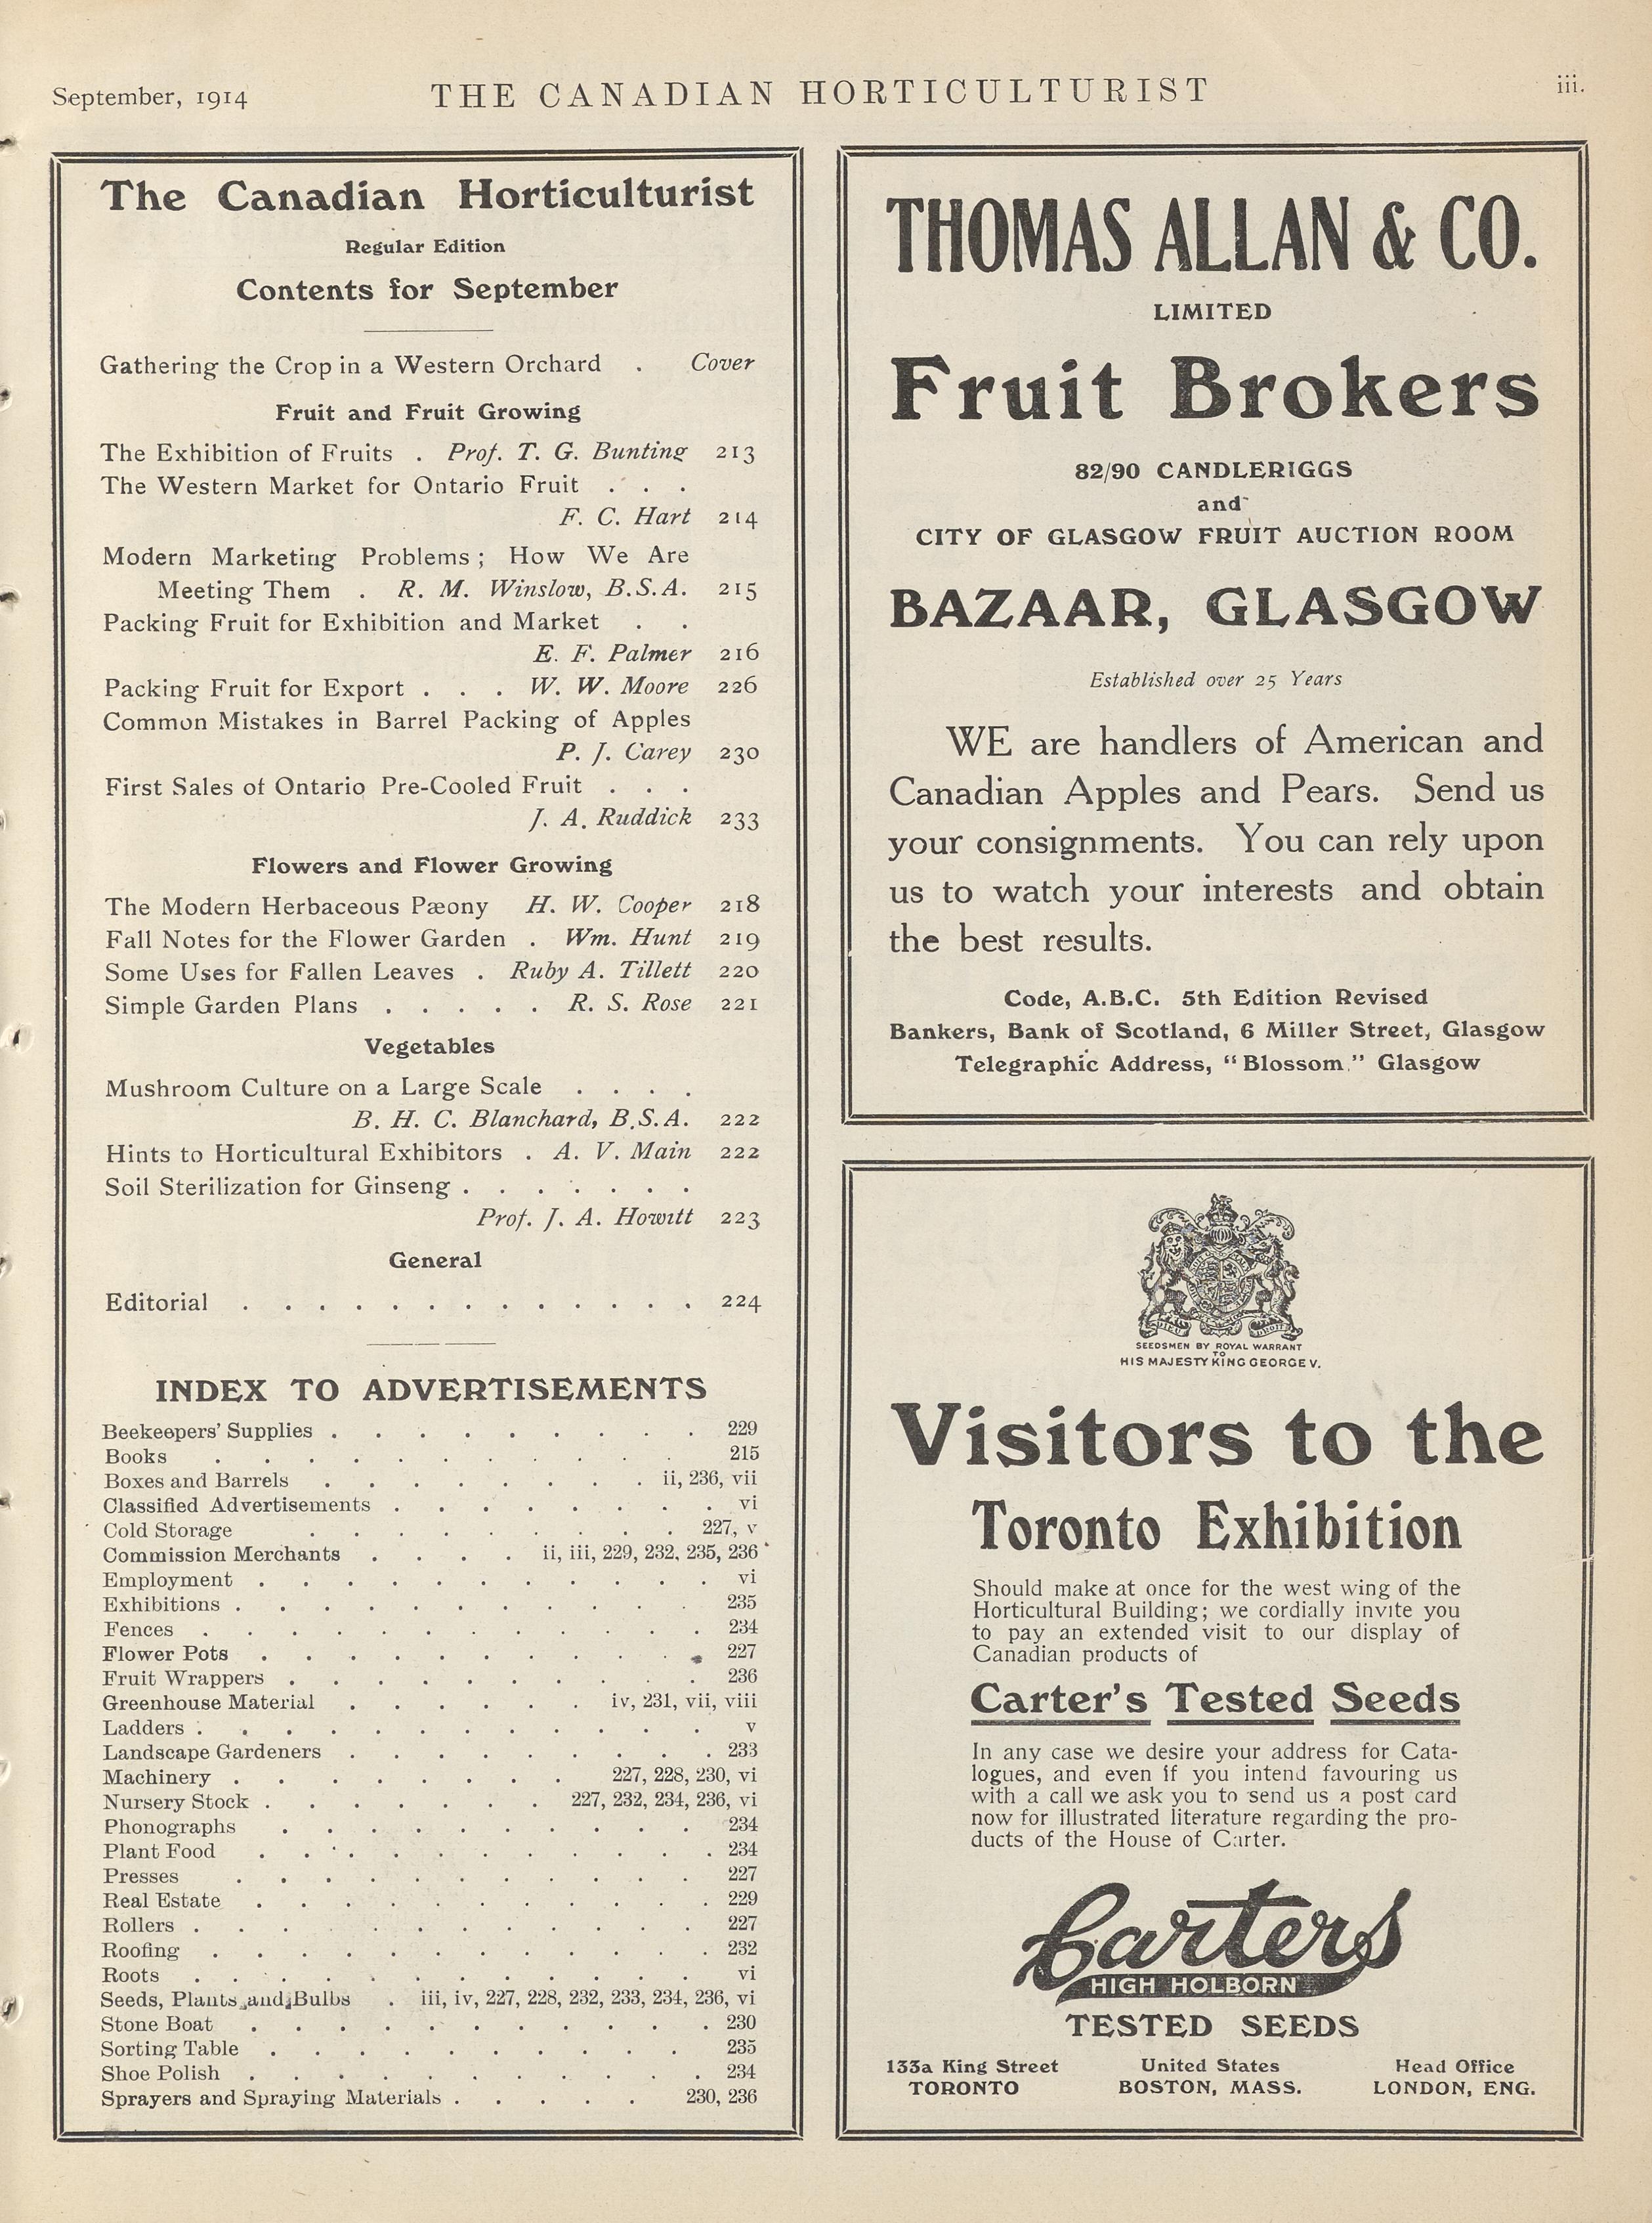 September, 1914
THE CANADIAN HORTICULTURIST
iii.
The Canadian Horticulturist
Regular Edition
Contents for September
Gathering the Crop in a Western Orchard . Cover
Fruit and Fruit Growing
The Exhibition of Fruits . Prof. T. G. Bunting 213
The Western Market for Ontario Fruit . . .
F. C. Hart 214
Modern Marketing Problems; How We Are
Meeting Them . R. M. Winslow, B.S.A. 215
Packing Fruit for Exhibition and Market . .
E. F. Palmer 216
Packing Fruit for Export . . . W. W. Moore 226
Common Mistakes in Barrel Packing of Apples
P. J. Carey 230
First Sales of Ontario Pre-Cooled Fruit . . .
J. A. Ruddick 233
Flowers and Flower Growing
The Modern Herbaceous Pæony H. W. Cooper 218
Fall Notes for the Flower Garden . Wm. Hunt 219
Some Uses for Fallen Leaves . Ruby A. Tillett 220
Simple Garden Plans . . . . . R. S. Rose 221
Vegetables
Mushroom Culture on a Large Scale . . . .
B. H. C. Blanchard, B.S.A. 222
Hints to Horticultural Exhibitors . A. V. Main 222
Soil Sterilization for Ginseng . . . . . . .
Prof. J. A. Howitt 223
General
Editorial . . . . . . . . . . . 224
INDEX TO ADVERTISEMENTS
Beekeepers' Supplies . . . . . . . . . 229
Books . . . . . . . . . . . 215
Boxes and Barrels . . . . . . . . ii, 236, vii
Classified Advertisements . . . . . . . . vi
Cold Storage . . . . . . . . . 227, v
Commission Merchants . . . . ii, iii, 229, 232, 235, 236
Employment . . . . . . . . . . . vi
Exhibitions . . . . . . . . . . . 235
Fences . . . . . . . . . . . . 234
Flower Pots . . . . . . . . . . 227
Fruit Wrappers . . . . . . . . . 236
Greenhouse Material . . . . . . iv, 231, vii, viii
Ladders . . . . . . . . . . . . v
Landscape Gardeners . . . . . . . . . 233
Machinery . . . . . . . . 227, 228, 230, vi
Nursery Stock . . . . . . . 227, 232, 234, 236, vi
Phonographs . . . . . . . . . . 234
Plant Food . . . . . . . . . . . 234
Presses . . . . . . . . . . . 227
Real Estate . . . . . . . . . . . 229
Rollers . . . . . . . . . . . . 227
Roofing . . . . . . . . . . . . 232
Roots . . . . . . . . . . . . vi
Seeds, Plants and Bulbs . iii, iv, 227, 228, 232, 233, 234, 236, vi
Stone Boat . . . . . . . . . . . 230
Sorting Table . . . . . . . . . . 235
Shoe Polish . . . . . . . . . . . 234
Sprayers and Spraying Materials . . . . . 230, 236
THOMAS ALLAN & CO.
LIMITED
Fruit Brokers
82/90 CANDLERIGGS
and
CITY OF GLASGOW FRUIT AUCTION ROOM
BAZAAR, GLASGOW
Established over 25 Years
WE are handlers of American and
Canadian Apples and Pears. Send us
your consignments. You can rely upon
us to watch your interests and obtain
the best results.
Code, A.B.C. 5th Edition Revised
Bankers, Bank of Scotland, 6 Miller Street, Glasgow
Telegraphic Address, "Blossom," Glasgow
DIEU DROIT
SEEDSMEN BY ROYAL WARRANT
TO
HIS MAJESTY KING GEORGE V.
Visitors to the
Toronto Exhibition
Should make at once for the west wing of the
Horticultural Building; we cordially invite you
to pay an extended visit to our display of
Canadian products of
Carter's Tested Seeds
In any case we desire your address for Cata-
logues, and even if you intend favouring us
with a call we ask you to send us a post card
now for illustrated literature regarding the pro-
ducts of the House of Carter.
Carters
HIGH HOLBORN
TESTED SEEDS
133a King Street United States Head Office
TORONTO BOSTON, MASS. LONDON, ENG.